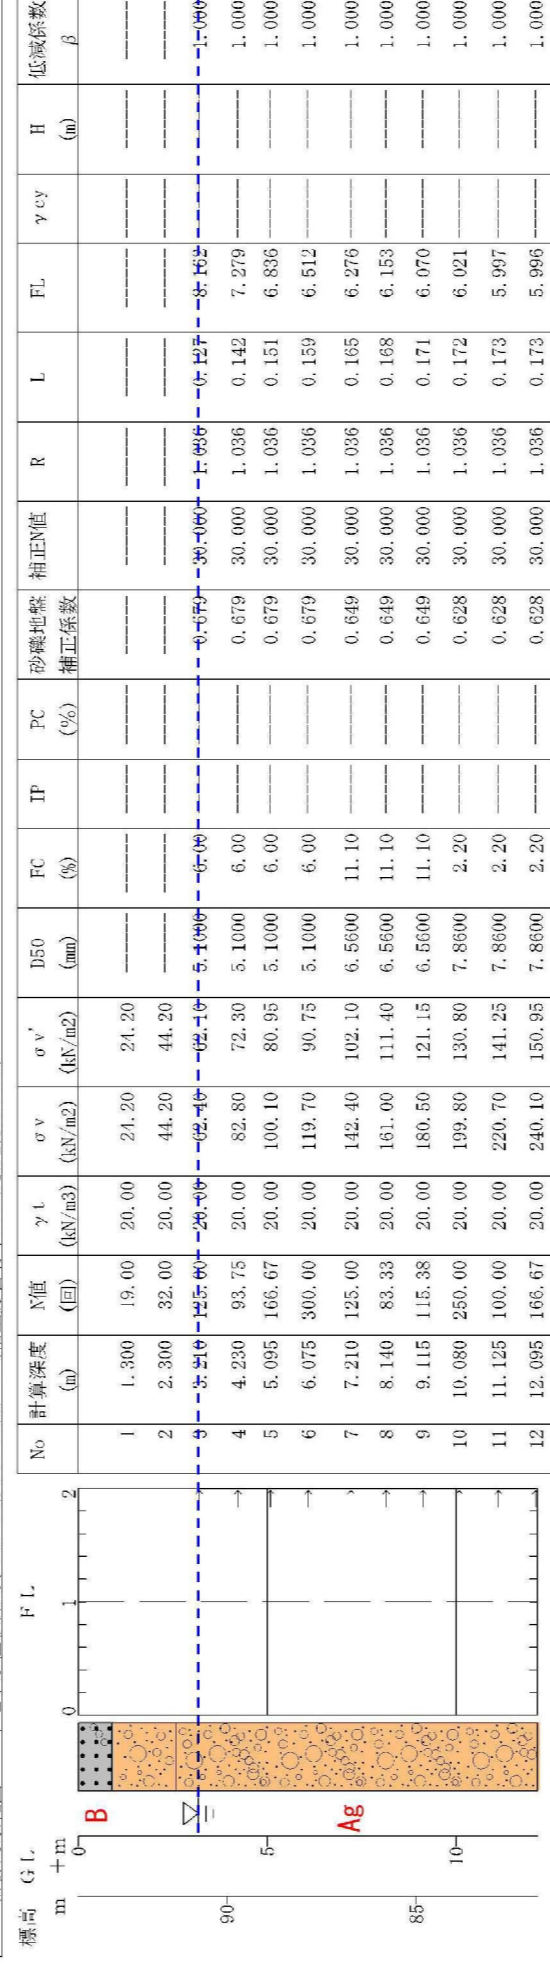 標高 GL FL No 計算深度 N値 γt σv σv' D50 FC IP PC 砂礫地盤 補正N値 R L FL γcy H 低減係数
m +m (m) (回) (kN/m3) (kN/m2) (kN/m2) (mm) (%) (%) 補正係数 (m) β
0 0 1 2
B
1 1.300 19.00 20.00 24.20 24.20 ―― ―― ―― ―― ―― ―― ―― ―― ―― ―― ―― ――
2 2.300 32.00 20.00 44.20 44.20 ―― ―― ―― ―― ―― ―― ―― ―― ―― ―― ―― ――
3 3.210 125.00 20.00 62.40 62.10 5.1000 6.00 0.679 30.000 1.036 0.127 8.162 1.000
90
4 4.230 93.75 20.00 82.80 72.30 5.1000 6.00 ―― ―― 0.679 30.000 1.036 0.142 7.279 ―― ―― 1.000
5
5 5.095 166.67 20.00 100.10 80.95 5.1000 6.00 ―― ―― 0.679 30.000 1.036 0.151 6.836 ―― ―― 1.000
6 6.075 300.00 20.00 119.70 90.75 5.1000 6.00 ―― ―― 0.679 30.000 1.036 0.159 6.512 ―― ―― 1.000
Ag
7 7.210 125.00 20.00 142.40 102.10 6.5600 11.10 ―― ―― 0.649 30.000 1.036 0.165 6.276 ―― ―― 1.000
8 8.140 83.33 20.00 161.00 111.40 6.5600 11.10 ―― ―― 0.649 30.000 1.036 0.168 6.153 ―― ―― 1.000
85
9 9.115 115.38 20.00 180.50 121.15 6.5600 11.10 ―― ―― 0.649 30.000 1.036 0.171 6.070 ―― ―― 1.000
10
10 10.080 250.00 20.00 199.80 130.80 7.8600 2.20 ―― ―― 0.628 30.000 1.036 0.172 6.021 ―― ―― 1.000
11 11.125 100.00 20.00 220.70 141.25 7.8600 2.20 ―― ―― 0.628 30.000 1.036 0.173 5.997 ―― ―― 1.000
12 12.095 166.67 20.00 240.10 150.95 7.8600 2.20 ―― ―― 0.628 30.000 1.036 0.173 5.996 ―― ―― 1.000